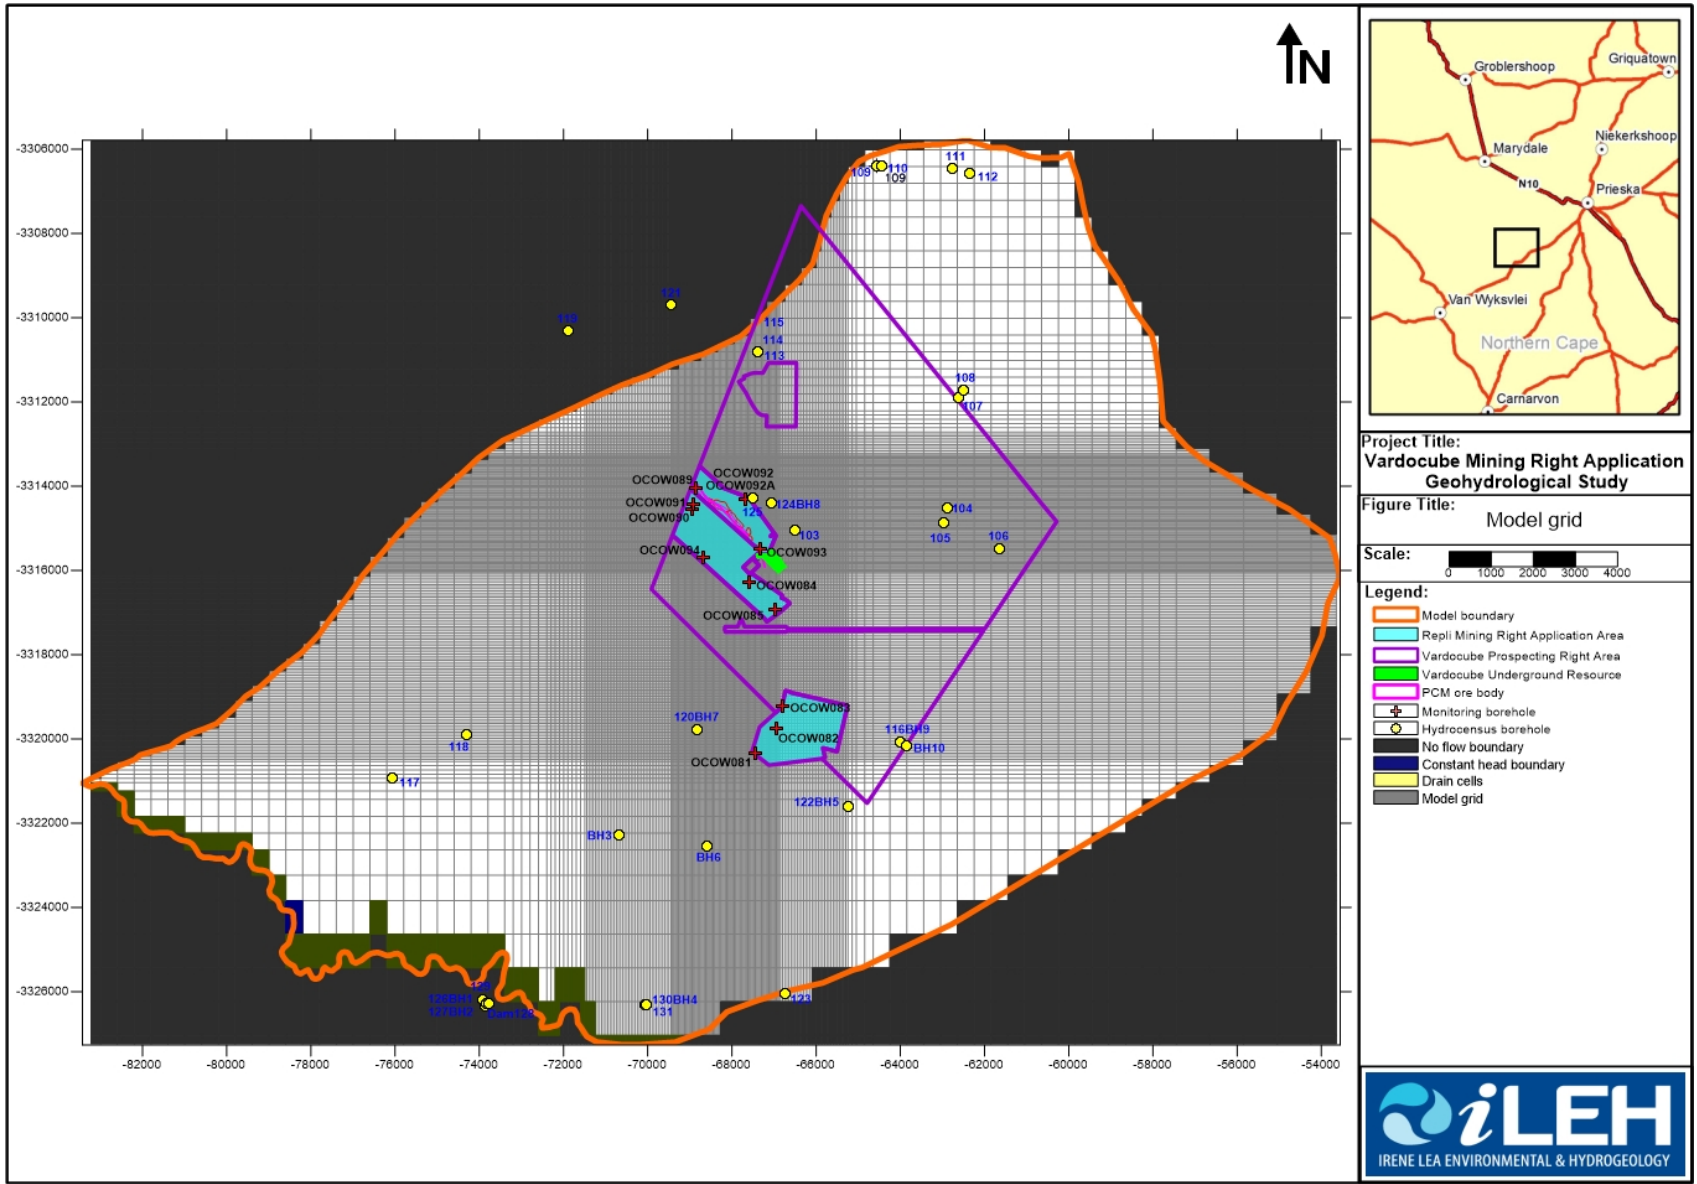 N
-3306000
-3308000
-3310000
-3312000
-3314000
-3316000
-3318000
-3320000
-3322000
-3324000
-3326000
-82000
-80000
-78000
-76000
-74000
-72000
-70000
-68000
-66000
-64000
-62000
-60000
-58000
-56000
-54000
109
110
109
111
112
121
119
115
114
113
108
107
OCOW092
OCOW089
OCOW092A
OCOW091
125
124BH8
OCOW090
103
104
105
106
OCOW094
OCOW093
OCOW084
OCOW085
OCOW083
OCOW082
OCOW081
120BH7
118
117
116BH9
BH10
122BH5
BH3
BH6
126BH1
127BH2
130BH4
131
123
Groblershoop
Griquatown
Niekerkshoop
Marydale
N10
Prieska
Van Wyksvlei
Northern Cape
Carnarvon
Project Title:
Vardocube Mining Right Application
Geohydrological Study
Figure Title:
Model grid
Scale:
0 1000 2000 3000 4000
Legend:
Model boundary
Repli Mining Right Application Area
Vardocube Prospecting Right Area
Vardocube Underground Resource
PCM ore body
Monitoring borehole
Hydrocensus borehole
No flow boundary
Constant head boundary
Drain cells
Model grid
iLEH
IRENE LEA ENVIRONMENTAL & HYDROGEOLOGY